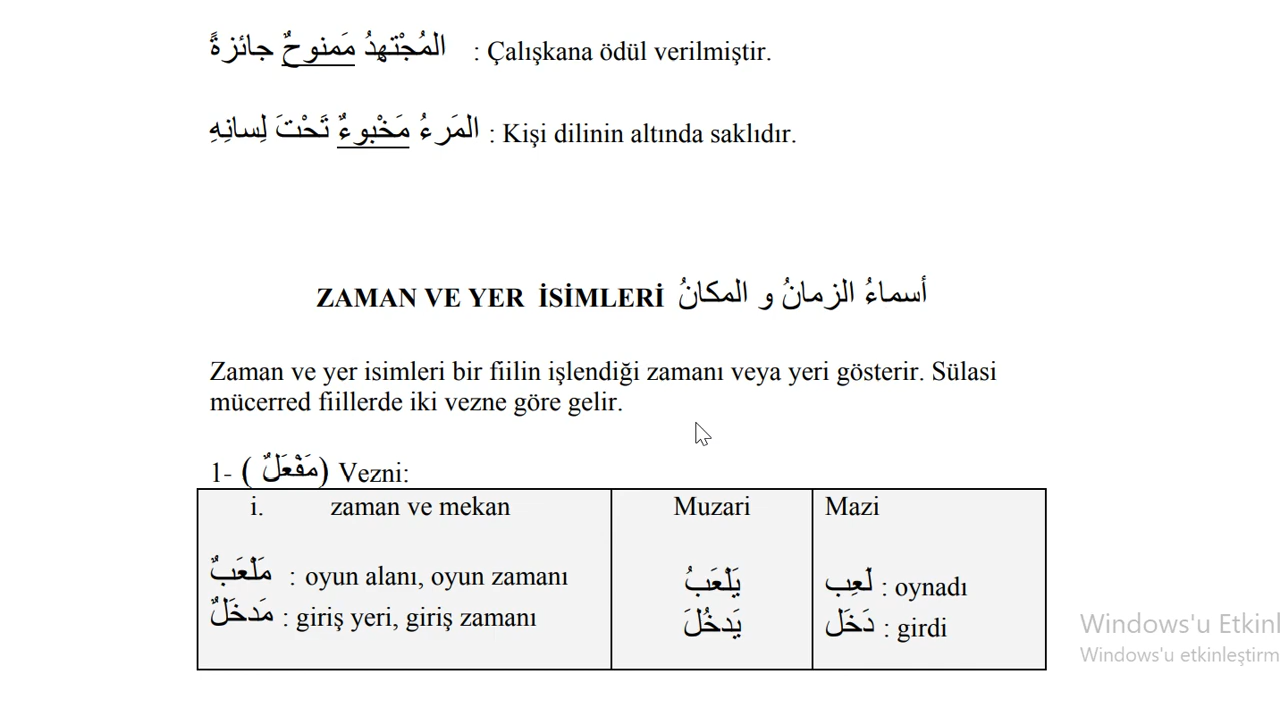 المُجْتهِدُ مَمنوحٌ جائزةً : Çalışkana ödül verilmiştir.
المَرءُ مَخْبوءٌ تَحْتَ لِسانِهِ : Kişi dilinin altında saklıdır.
ZAMAN VE YER İSİMLERİ أسماءُ الزمانُ و المكانُ
Zaman ve yer isimleri bir fiilin işlendiği zamanı veya yeri gösterir. Sülasi
mücerred fiillerde iki vezne göre gelir.
1- ( مَفْعَلٌ) Vezni:
i. zaman ve mekan Muzari Mazi
مَلْعَبٌ : oyun alanı, oyun zamanı يَلْعَبُ لَعِب : oynadı
مَدخَلٌ : giriş yeri, giriş zamanı يَدخُلَ دَخَل : girdi
Windows'u Etkinl
Windows'u etkinleştirm